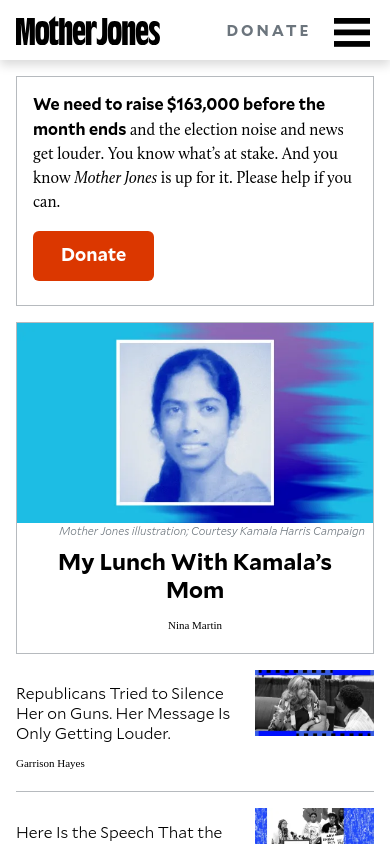 Mother Jones
DONATE
We need to raise $163,000 before the
month ends and the election noise and news
get louder. You know what's at stake. And you
know Mother Jones is up for it. Please help if you
can.
Donate
Mother Jones illustration; Courtesy Kamala Harris Campaign
My Lunch With Kamala's
Mom
Nina Martin
Republicans Tried to Silence
Her on Guns. Her Message Is
Only Getting Louder.
Garrison Hayes
Here Is the Speech That the